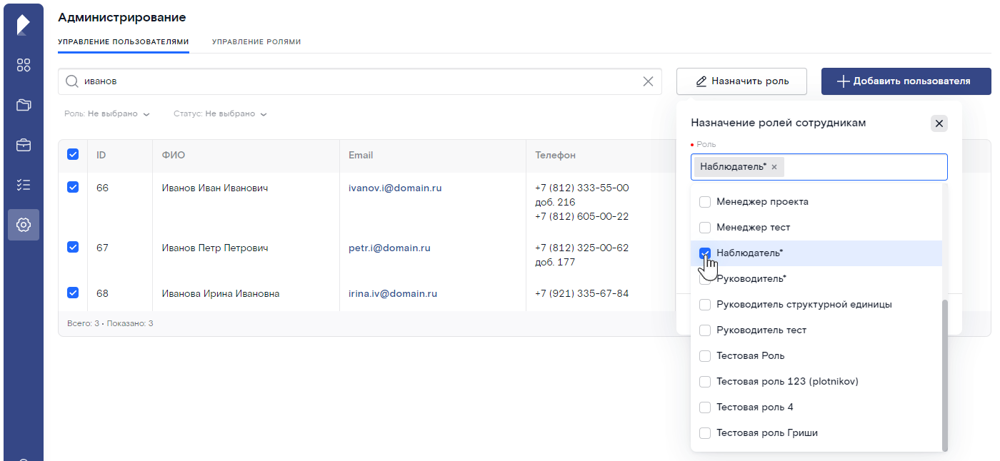 Администрирование
УПРАВЛЕНИЕ ПОЛЬЗОВАТЕЛЯМИ УПРАВЛЕНИЕ РОЛЯМИ
иванов Назначить роль Добавить пользователя
Роль: Не выбрано Статус: Не выбрано
ID ФИО Email Телефон
66 Иванов Иван Иванович ivanov.i@domain.ru +7 (812) 333-55-00
доб. 216
+7 (812) 605-00-22
67 Иванов Петр Петрович petr.i@domain.ru +7 (812) 325-00-62
доб. 177
68 Иванова Ирина Ивановна irina.iv@domain.ru +7 (921) 335-67-84
Всего: 3 • Показано: 3
Назначение ролей сотрудникам
• Роль
Наблюдатель* ×
Менеджер проекта
Менеджер тест
Наблюдатель*
Руководитель*
Руководитель структурной единицы
Руководитель тест
Тестовая Роль
Тестовая роль 123 (plotnikov)
Тестовая роль 4
Тестовая роль Гриши